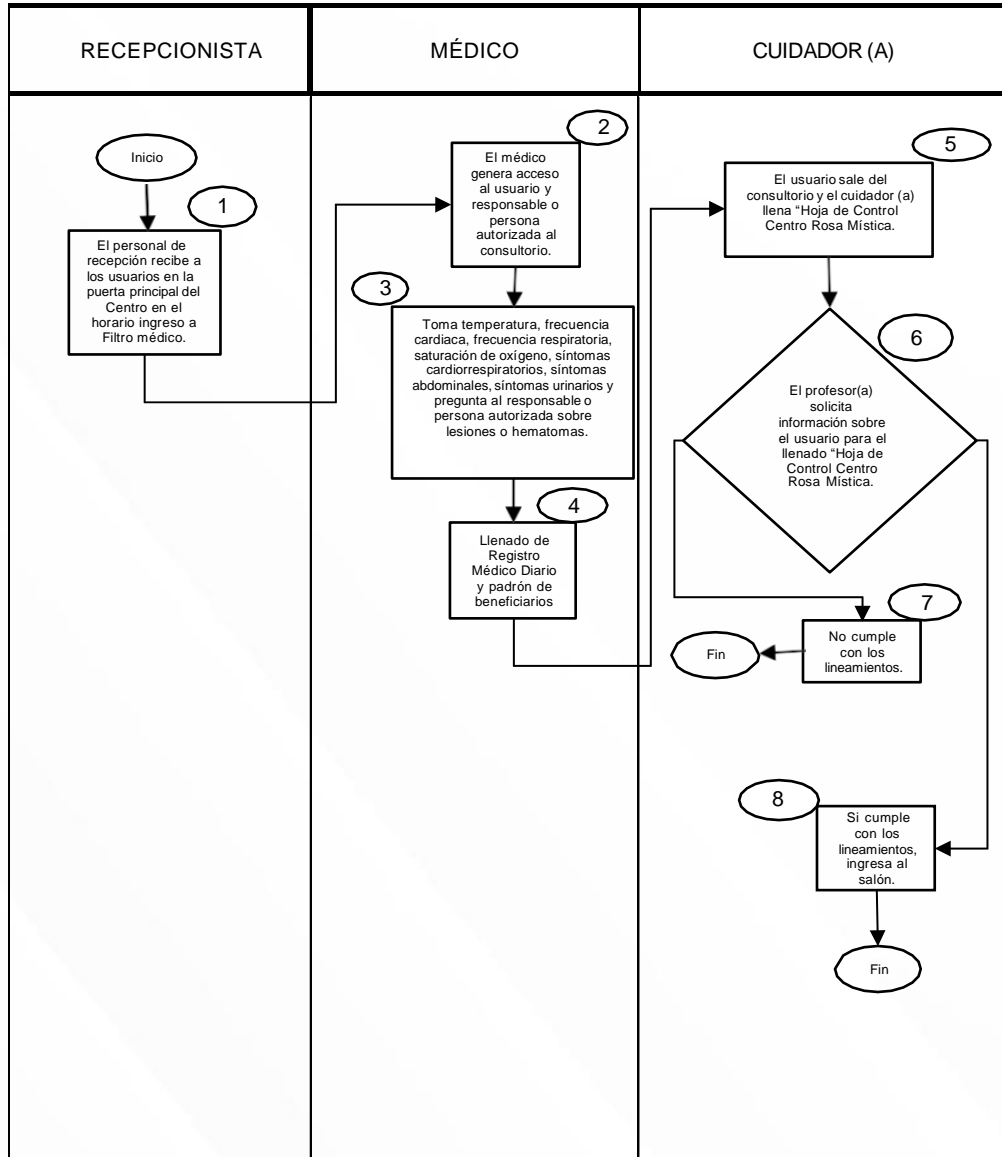 RECEPCIONISTA
MÉDICO
CUIDADOR (A)
Inicio
1
El personal de
recepción recibe a
los usuarios en la
puerta principal del
Centro en el
horario ingreso a
Filtro médico.
2
El médico
genera acceso
al usuario y
responsable o
persona
autorizada al
consultorio.
3
Toma temperatura, frecuencia
cardiaca, frecuencia respiratoria,
saturación de oxígeno, síntomas
cardiorrespiratorios, síntomas
abdominales, síntomas urinarios y
pregunta al responsable o
persona autorizada sobre
lesiones o hematomas.
4
Llenado de
Registro
Médico Diario
y padrón de
beneficiarios
5
El usuario sale del
consultorio y el cuidador (a)
llena “Hoja de Control
Centro Rosa Mística.
6
El profesor(a)
solicita
información sobre
el usuario para el
llenado “Hoja de
Control Centro
Rosa Mística.
7
No cumple
con los
lineamientos.
Fin
8
Si cumple
con los
lineamientos,
ingresa al
salón.
Fin